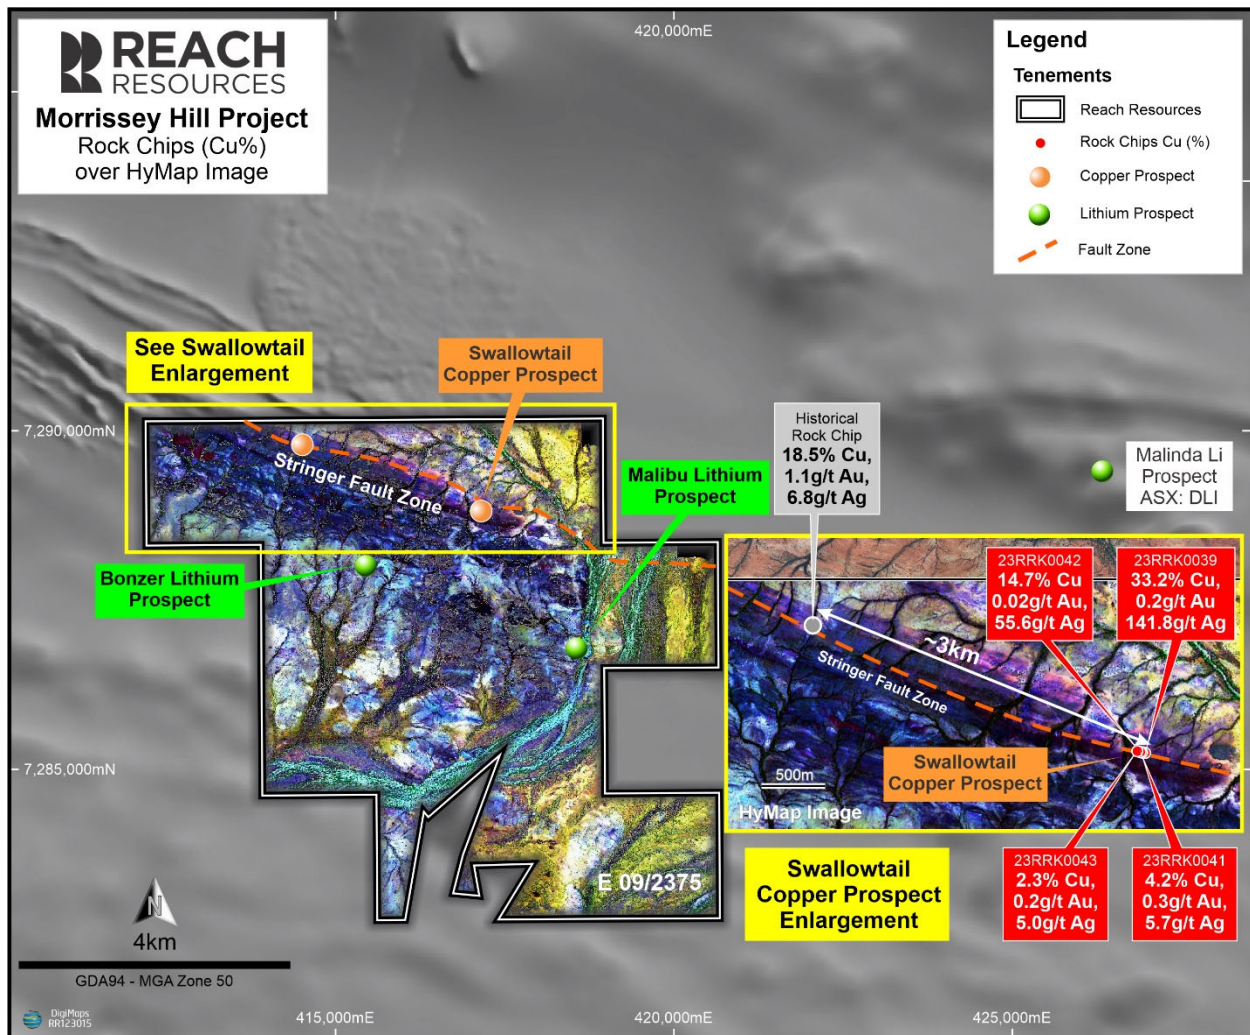 REACH
RESOURCES
Morrissey Hill Project
Rock Chips (Cu%)
over HyMap Image
420,000mE
Legend
Tenements
Reach Resources
Rock Chips Cu (%)
Copper Prospect
Lithium Prospect
Fault Zone
See Swallowtail
Enlargement
Swallowtail
Copper Prospect
7,290,000mN
Stringer Fault Zone
Malibu Lithium
Prospect
Historical
Rock Chip
18.5% Cu,
1.1g/t Au,
6.8g/t Ag
Malinda Li
Prospect
ASX: DLI
Bonzer Lithium
Prospect
23RRK0042
14.7% Cu
0.02g/t Au,
55.6g/t Ag
23RRK0039
33.2% Cu,
0.2g/t Au
141.8g/t Ag
~3km
Stringer Fault Zone
Swallowtail
Copper Prospect
500m
HyMap Image
7,285,000mN
E 09/2375
Swallowtail
Copper Prospect
Enlargement
23RRK0043
2.3% Cu,
0.2g/t Au,
5.0g/t Ag
23RRK0041
4.2% Cu,
0.3g/t Au,
5.7g/t Ag
N
4km
GDA94 - MGA Zone 50
DigiMaps
RR123015
415,000mE
420,000mE
425,000mE